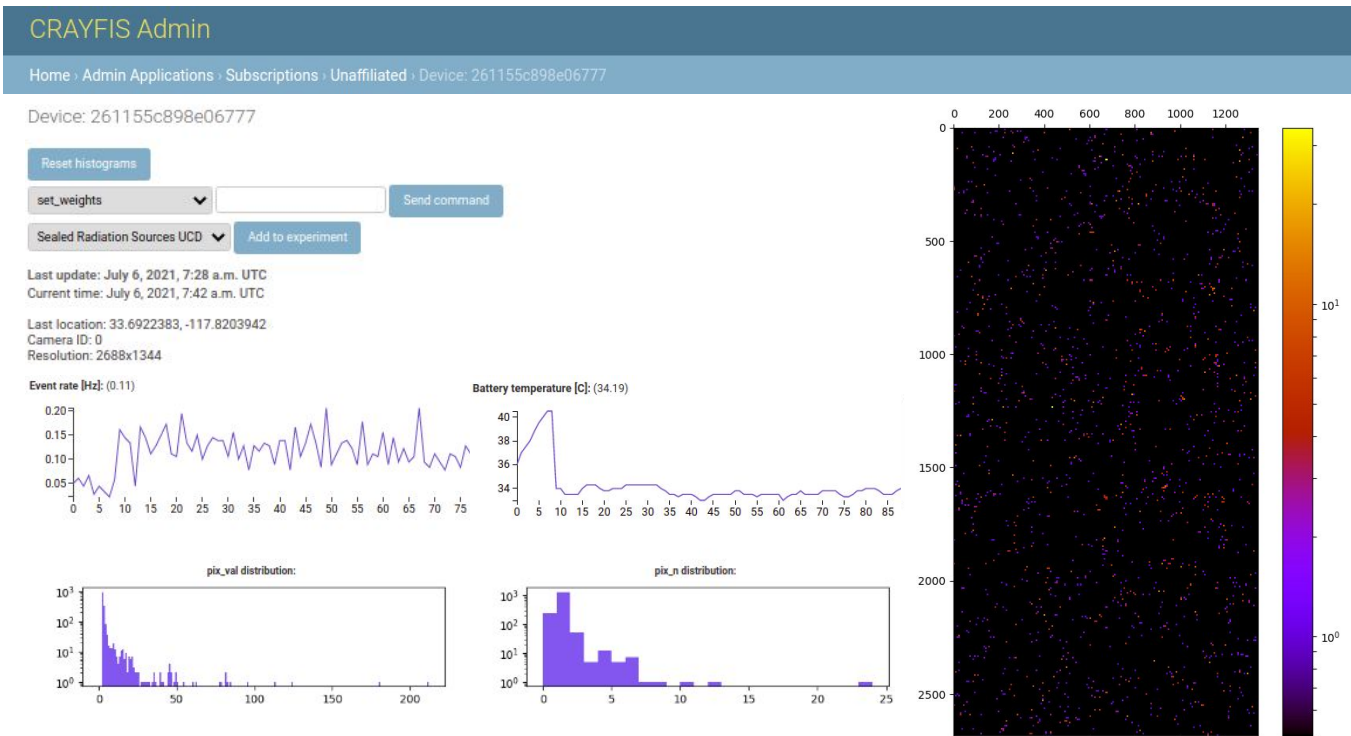 CRAYFIS Admin
Home › Admin Applications › Subscriptions › Unaffiliated › Device: 261155c898e06777
Device: 261155c898e06777
Reset histograms
set_weights
Send command
Sealed Radiation Sources UCD
Add to experiment
Last update: July 6, 2021, 7:28 a.m. UTC
Current time: July 6, 2021, 7:42 a.m. UTC
Last location: 33.6922383, -117.8203942
Camera ID: 0
Resolution: 2688x1344
Event rate [Hz]: (0.11)
0.20
0.15
0.10
0.05
0 5 10 15 20 25 30 35 40 45 50 55 60 65 70 75
Battery temperature [C]: (34.19)
40
38
36
34
0 5 10 15 20 25 30 35 40 45 50 55 60 65 70 75 80 85
pix_val distribution:
10³
10²
10¹
10⁰
0 50 100 150 200
pix_n distribution:
10³
10²
10¹
10⁰
0 5 10 15 20 25
0 200 400 600 800 1000 1200
0
500
1000
1500
2000
2500
10¹
10⁰